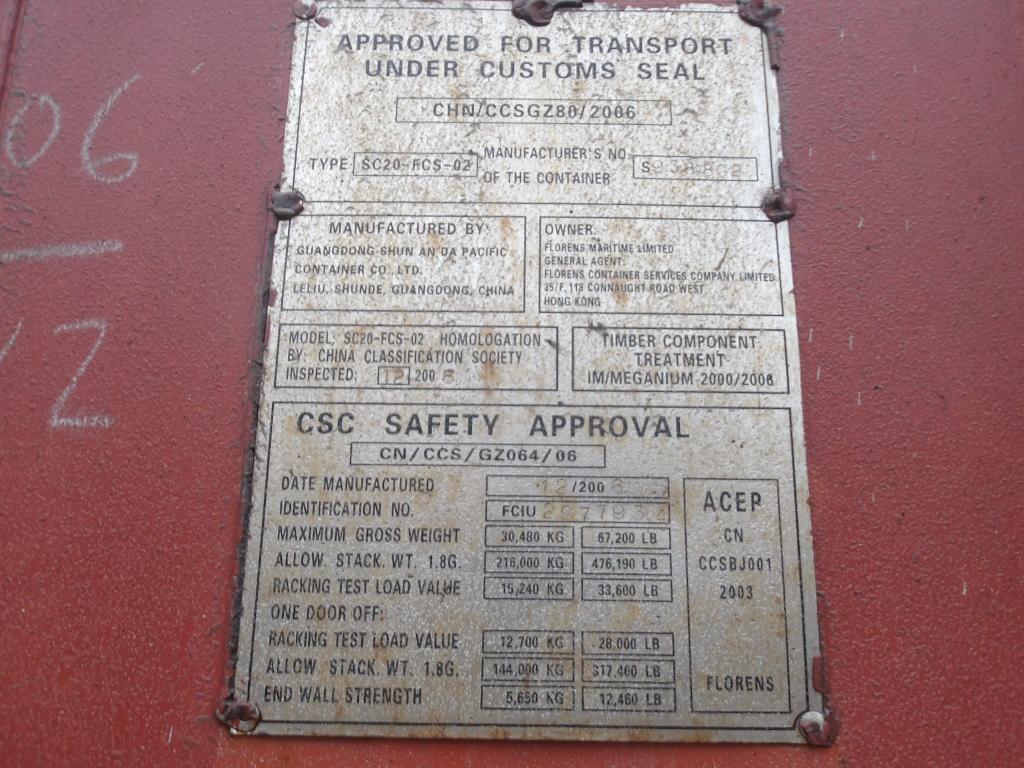 APPROVED FOR TRANSPORT
UNDER CUSTOMS SEAL
CHN/CCSGZ80/2006
TYPE SC20-FCS-02 MANUFACTURER'S NO.
OF THE CONTAINER
MANUFACTURED BY:
GUANGDONG SHUN AN DA PACIFIC
CONTAINER CO., LTD.
LELIU, SHUNDE, GUANGDONG, CHINA
OWNER:
FLORENS MARITIME LIMITED
GENERAL AGENT:
FLORENS CONTAINER SERVICES COMPANY LIMITED
35/F, 118 CONNAUGHT ROAD WEST
HONG KONG
MODEL: SC20-FCS-02 HOMOLOGATION
BY: CHINA CLASSIFICATION SOCIETY
INSPECTED: 12 200 6
TIMBER COMPONENT
TREATMENT
IM/MEGANIUM 2000/2006
CSC SAFETY APPROVAL
CN/CCS/GZ064/06
DATE MANUFACTURED 12/200 6
IDENTIFICATION NO. FCIU
MAXIMUM GROSS WEIGHT 30,480 KG 67,200 LB
ALLOW. STACK. WT. 1.8G. 216,000 KG 476,190 LB
RACKING TEST LOAD VALUE 15,240 KG 33,600 LB
ONE DOOR OFF:
RACKING TEST LOAD VALUE 12,700 KG 28,000 LB
ALLOW. STACK. WT. 1.8G. 144,000 KG 317,460 LB
END WALL STRENGTH 5,650 KG 12,460 LB
ACEP
CN
CCSBJ001
2003
FLORENS
06